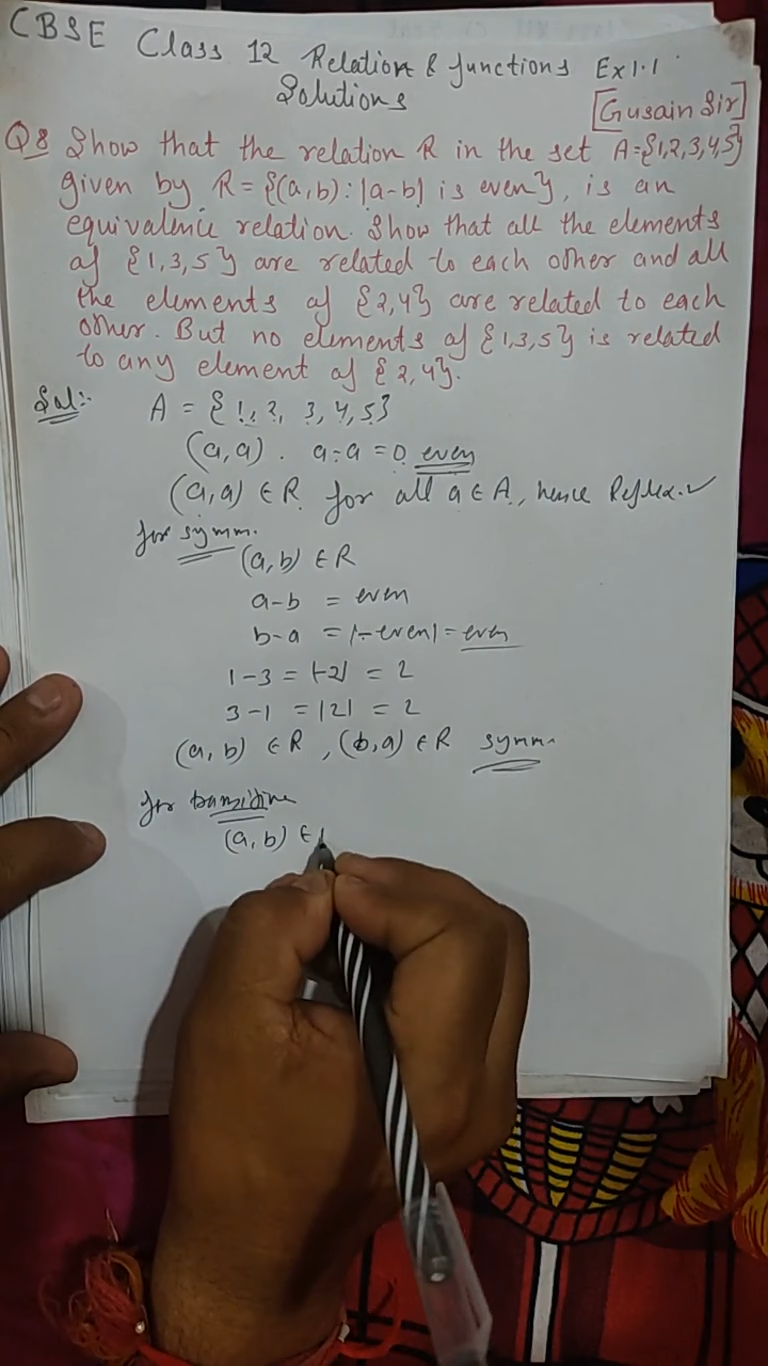 CBSE Class 12 Relation & functions Ex 1.1
Solutions
[Gusain Sir]
Q8 Show that the relation R in the set A={1,2,3,4,5}
given by R = {(a,b) : |a-b| is even}, is an
equivalence relation. Show that all the elements
of {1,3,5} are related to each other and all
the elements of {2,4} are related to each
other. But no elements of {1,3,5} is related
to any element of {2,4}.
Sol:- A = {1, 2, 3, 4, 5}
(a,a) . a-a = 0 even
(a,a) ∈ R for all a ∈ A, hence Reflex.
for symm.
(a,b) ∈ R
a-b = even
b-a = |-even| = even
1-3 = |-2| = 2
3-1 = |2| = 2
(a,b) ∈ R , (b,a) ∈ R symm.
for transitive
(a,b) ∈